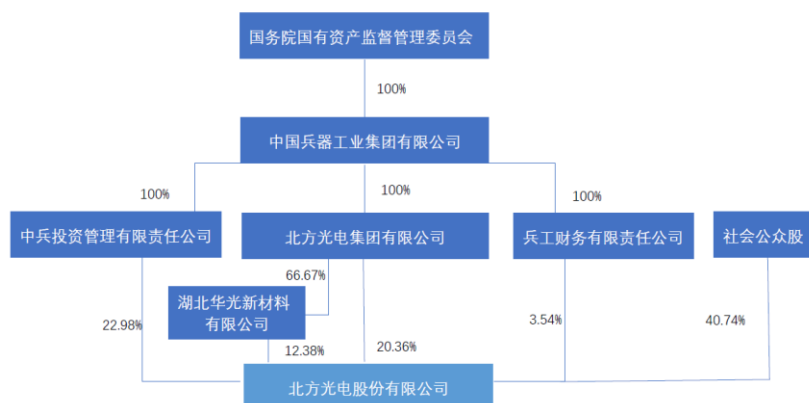 国务院国有资产监督管理委员会
100%
中国兵器工业集团有限公司
100%
100%
100%
中兵投资管理有限责任公司
北方光电集团有限公司
兵工财务有限责任公司
社会公众股
66.67%
湖北华光新材料
有限公司
22.98%
3.54%
40.74%
12.38%
20.36%
北方光电股份有限公司